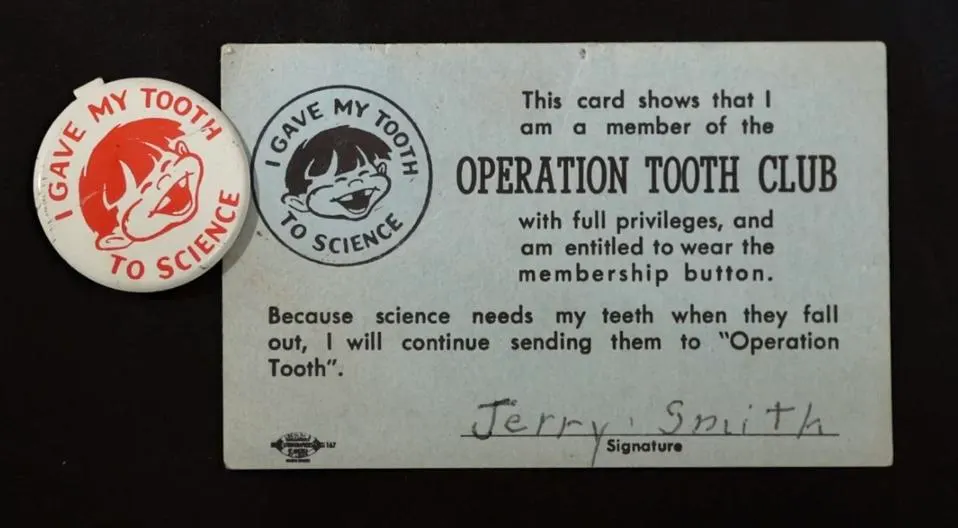 I GAVE MY TOOTH
TO SCIENCE
I GAVE MY TOOTH
TO SCIENCE
This card shows that I
am a member of the
OPERATION TOOTH CLUB
with full privileges, and
am entitled to wear the
membership button.
Because science needs my teeth when they fall
out, I will continue sending them to "Operation
Tooth".
Jerry Smith
Signature
167